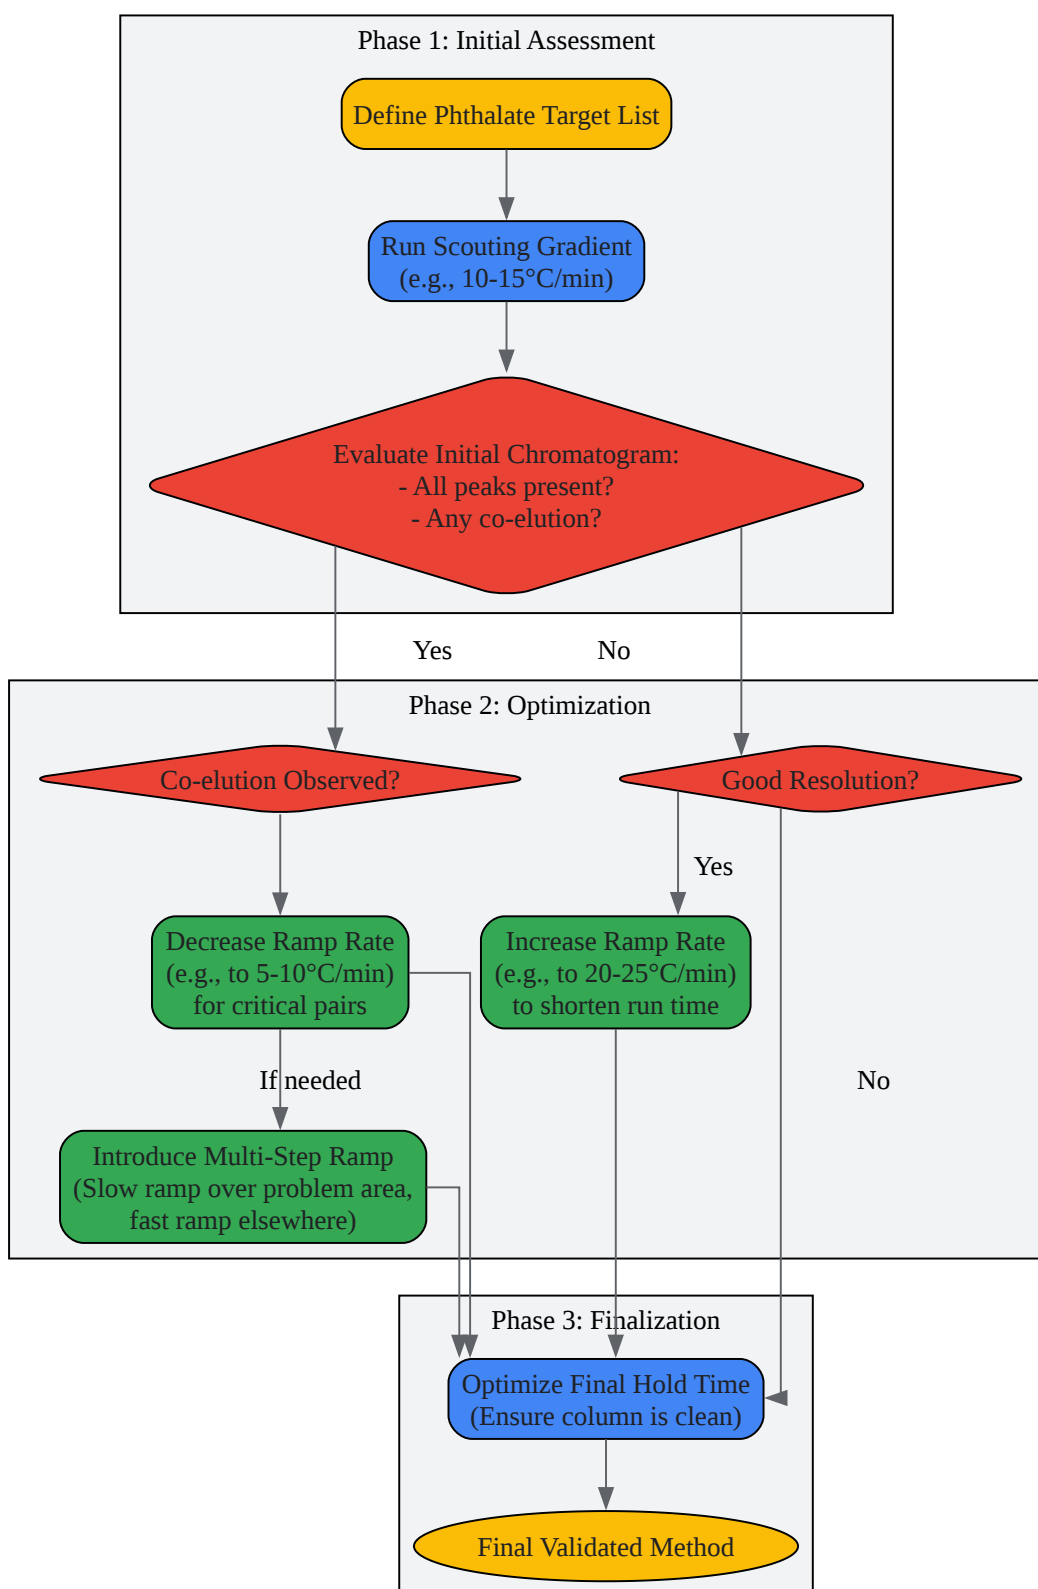 Phase 1: Initial Assessment
Define Phthalate Target List
Run Scouting Gradient
(e.g., 10-15°C/min)
Evaluate Initial Chromatogram:
- All peaks present?
- Any co-elution?
Yes
No
Phase 2: Optimization
Co-elution Observed?
Good Resolution?
Yes
Decrease Ramp Rate
(e.g., to 5-10°C/min)
for critical pairs
Increase Ramp Rate
(e.g., to 20-25°C/min)
to shorten run time
If needed
No
Introduce Multi-Step Ramp
(Slow ramp over problem area,
fast ramp elsewhere)
Phase 3: Finalization
Optimize Final Hold Time
(Ensure column is clean)
Final Validated Method